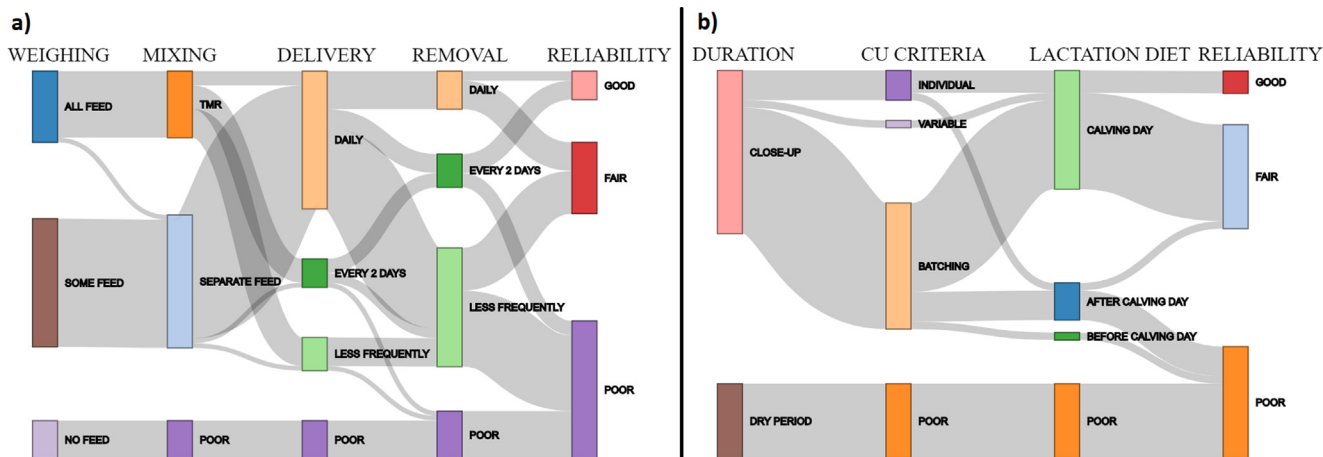 a)
WEIGHING MIXING DELIVERY REMOVAL RELIABILITY
ALL FEED
SOME FEED
NO FEED
TMR
SEPARATE FEED
POOR
DAILY
EVERY 2 DAYS
LESS FREQUENTLY
POOR
DAILY
EVERY 2 DAYS
LESS FREQUENTLY
POOR
GOOD
FAIR
POOR
b)
DURATION CU CRITERIA LACTATION DIET RELIABILITY
CLOSE-UP
DRY PERIOD
INDIVIDUAL
VARIABLE
BATCHING
POOR
CALVING DAY
AFTER CALVING DAY
BEFORE CALVING DAY
POOR
GOOD
FAIR
POOR